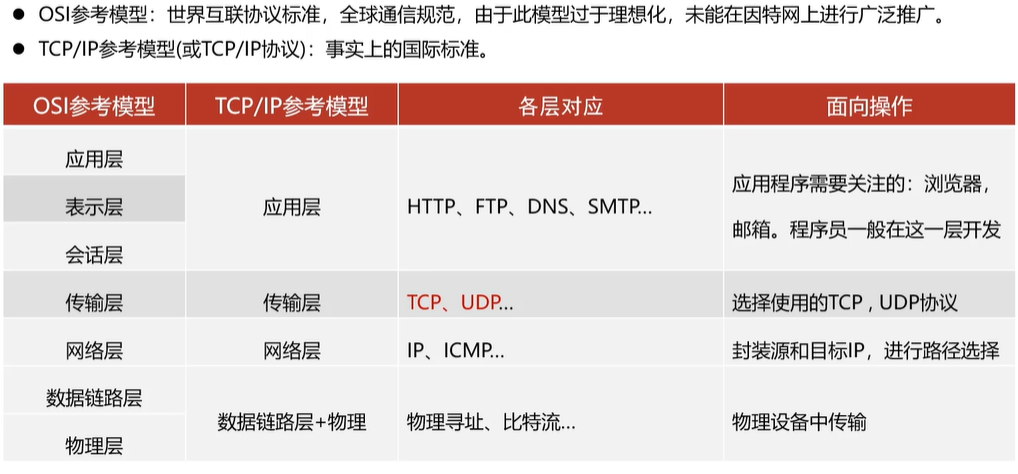 ● OSI参考模型：世界互联协议标准，全球通信规范，由于此模型过于理想化，未能在因特网上进行广泛推广。
● TCP/IP参考模型(或TCP/IP协议)：事实上的国际标准。
OSI参考模型 TCP/IP参考模型 各层对应 面向操作
应用层
表示层
会话层
应用层
HTTP、FTP、DNS、SMTP...
应用程序需要关注的：浏览器，
邮箱。程序员一般在这一层开发
传输层 传输层 TCP、UDP... 选择使用的TCP , UDP协议
网络层 网络层 IP、ICMP... 封装源和目标IP，进行路径选择
数据链路层
物理层
数据链路层+物理
物理寻址、比特流...
物理设备中传输